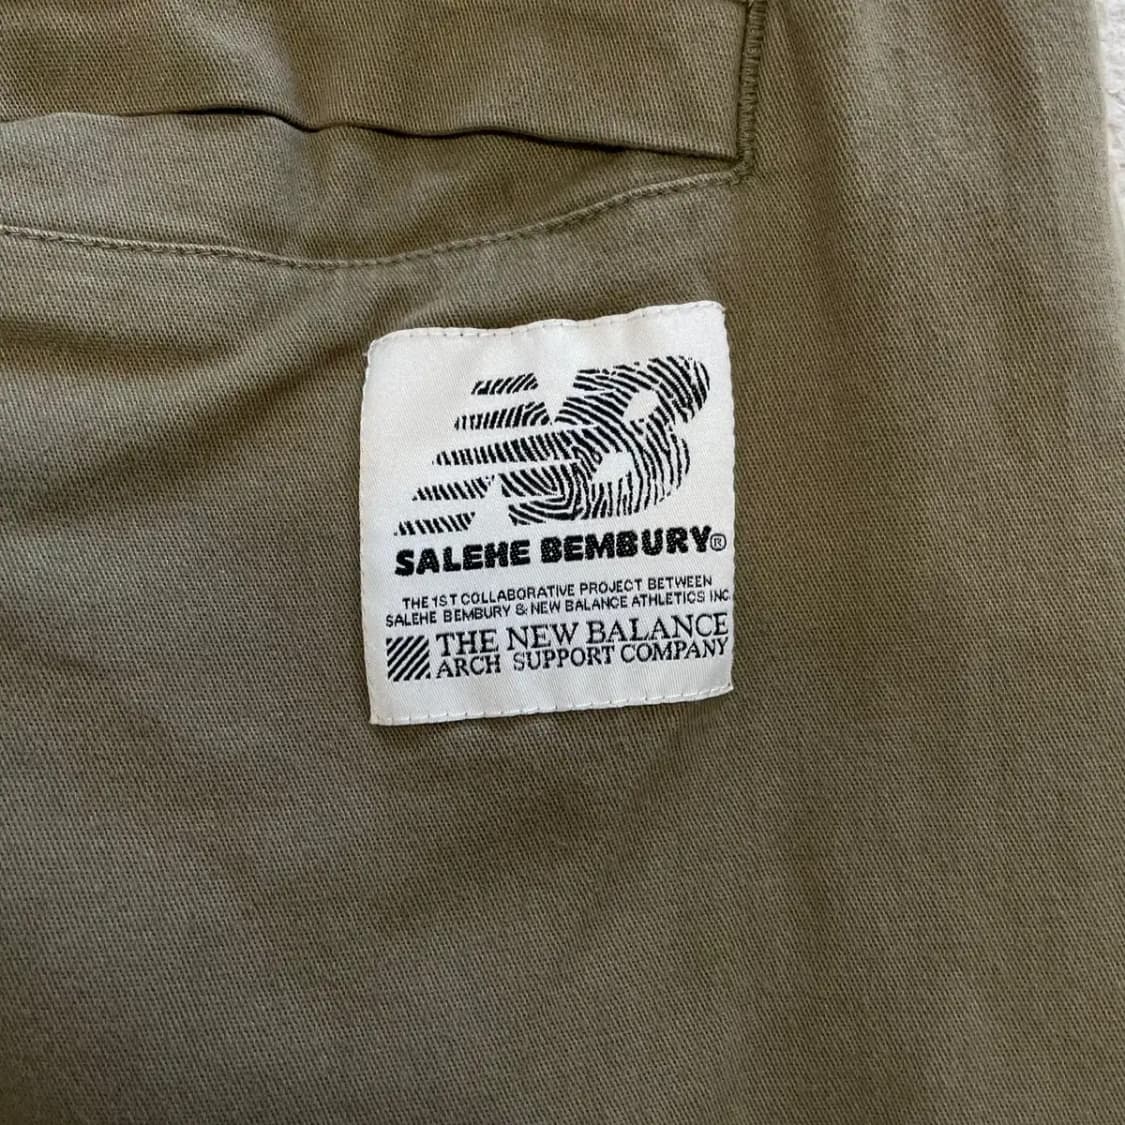 NB
SALEHE BEMBURY®
THE 1ST COLLABORATIVE PROJECT BETWEEN
SALEHE BEMBURY & NEW BALANCE ATHLETICS INC
THE NEW BALANCE
ARCH SUPPORT COMPANY